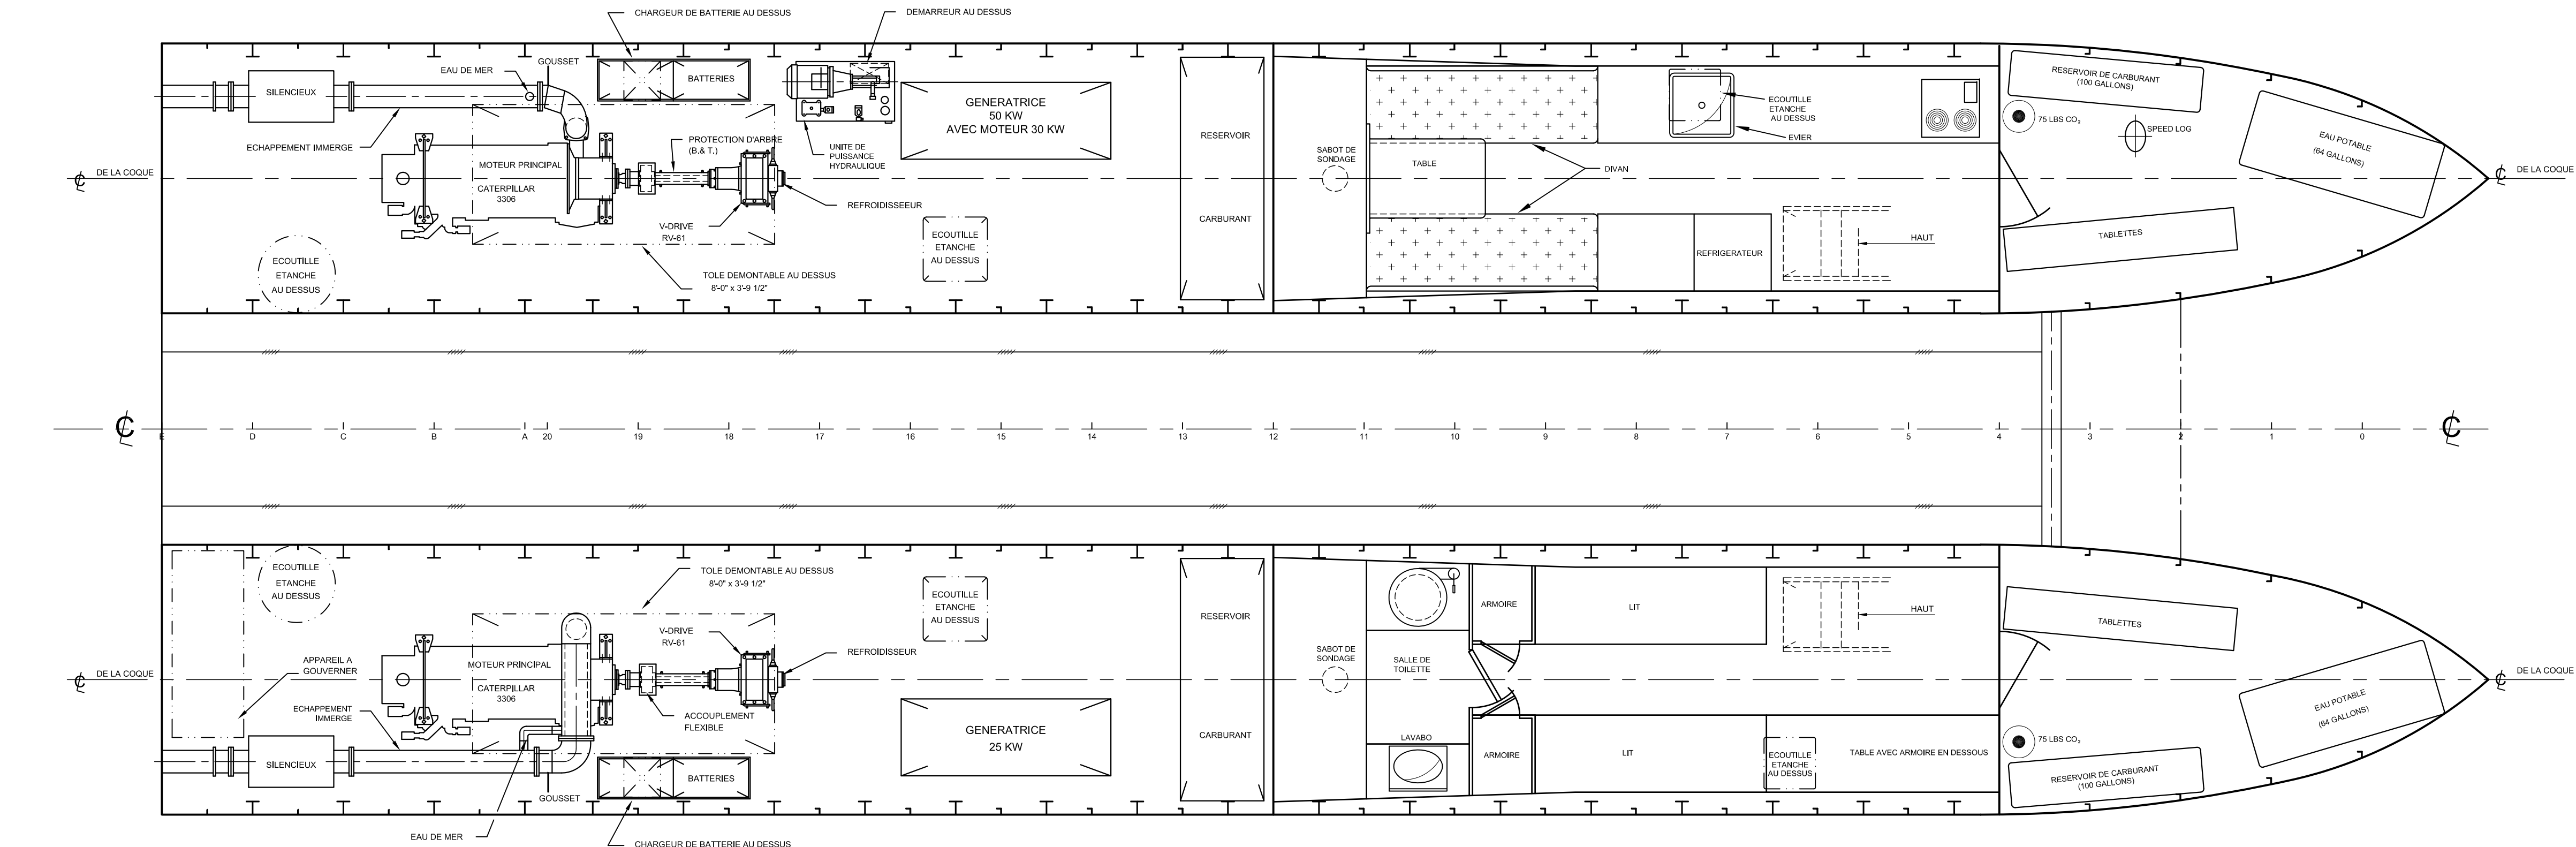 CHARGEUR DE BATTERIE AU DESSUS
DEMARREUR AU DESSUS
GOUSSET
EAU DE MER
SILENCIEUX
BATTERIES
ECHAPPEMENT IMMERGE
MOTEUR PRINCIPAL
CATERPILLAR
3306
PROTECTION D'ARBRE
(B.& T.)
UNITE DE
PUISSANCE
HYDRAULIQUE
GENERATRICE
50 KW
AVEC MOTEUR 30 KW
RESERVOIR
CARBURANT
SABOT DE
SONDAGE
TABLE
DIVAN
ECOUTILLE
ETANCHE
AU DESSUS
EVIER
RESERVOIR DE CARBURANT
(100 GALLONS)
75 LBS CO₂
SPEED LOG
EAU POTABLE
(64 GALLONS)
℄ DE LA COQUE
℄ DE LA COQUE
REFROIDISSEEUR
V-DRIVE
RV-61
ECOUTILLE
ETANCHE
AU DESSUS
ECOUTILLE
ETANCHE
AU DESSUS
TOLE DEMONTABLE AU DESSUS
8'-0" x 3'-9 1/2"
REFRIGERATEUR
HAUT
TABLETTES
℄ E D C B A 20 19 18 17 16 15 14 13 12 11 10 9 8 7 6 5 4 3 2 1 0 ℄
ECOUTILLE
ETANCHE
AU DESSUS
TOLE DEMONTABLE AU DESSUS
8'-0" x 3'-9 1/2"
V-DRIVE
RV-61
REFROIDISSEUR
ECOUTILLE
ETANCHE
AU DESSUS
RESERVOIR
CARBURANT
APPAREIL A
GOUVERNER
MOTEUR PRINCIPAL
CATERPILLAR
3306
℄ DE LA COQUE
℄ DE LA COQUE
ECHAPPEMENT
IMMERGE
SILENCIEUX
ACCOUPLEMENT
FLEXIBLE
BATTERIES
GOUSSET
EAU DE MER
CHARGEUR DE BATTERIE AU DESSUS
GENERATRICE
25 KW
SABOT DE
SONDAGE
SALLE DE
TOILETTE
LAVABO
ARMOIRE
LIT
HAUT
ARMOIRE
LIT
ECOUTILLE
ETANCHE
AU DESSUS
TABLE AVEC ARMOIRE EN DESSOUS
TABLETTES
EAU POTABLE
(64 GALLONS)
75 LBS CO₂
RESERVOIR DE CARBURANT
(100 GALLONS)